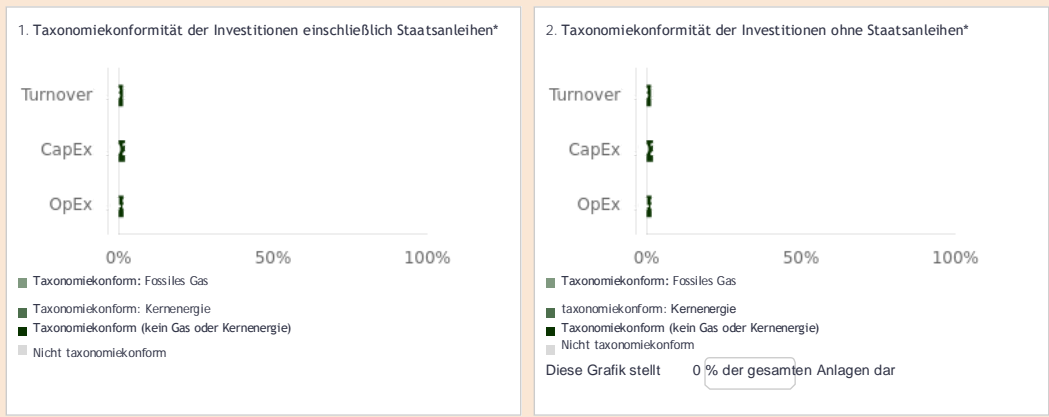 1. Taxonomiekonformität der Investitionen einschließlich Staatsanleihen*
Turnover
CapEx
OpEx
0% 50% 100%
Taxonomiekonform: Fossiles Gas
Taxonomiekonform: Kernenergie
Taxonomiekonform (kein Gas oder Kernenergie)
Nicht taxonomiekonform
2. Taxonomiekonformität der Investitionen ohne Staatsanleihen*
Turnover
CapEx
OpEx
0% 50% 100%
Taxonomiekonform: Fossiles Gas
taxonomiekonform: Kernenergie
Taxonomiekonform (kein Gas oder Kernenergie)
Nicht taxonomiekonform
Diese Grafik stellt 0 % der gesamten Anlagen dar